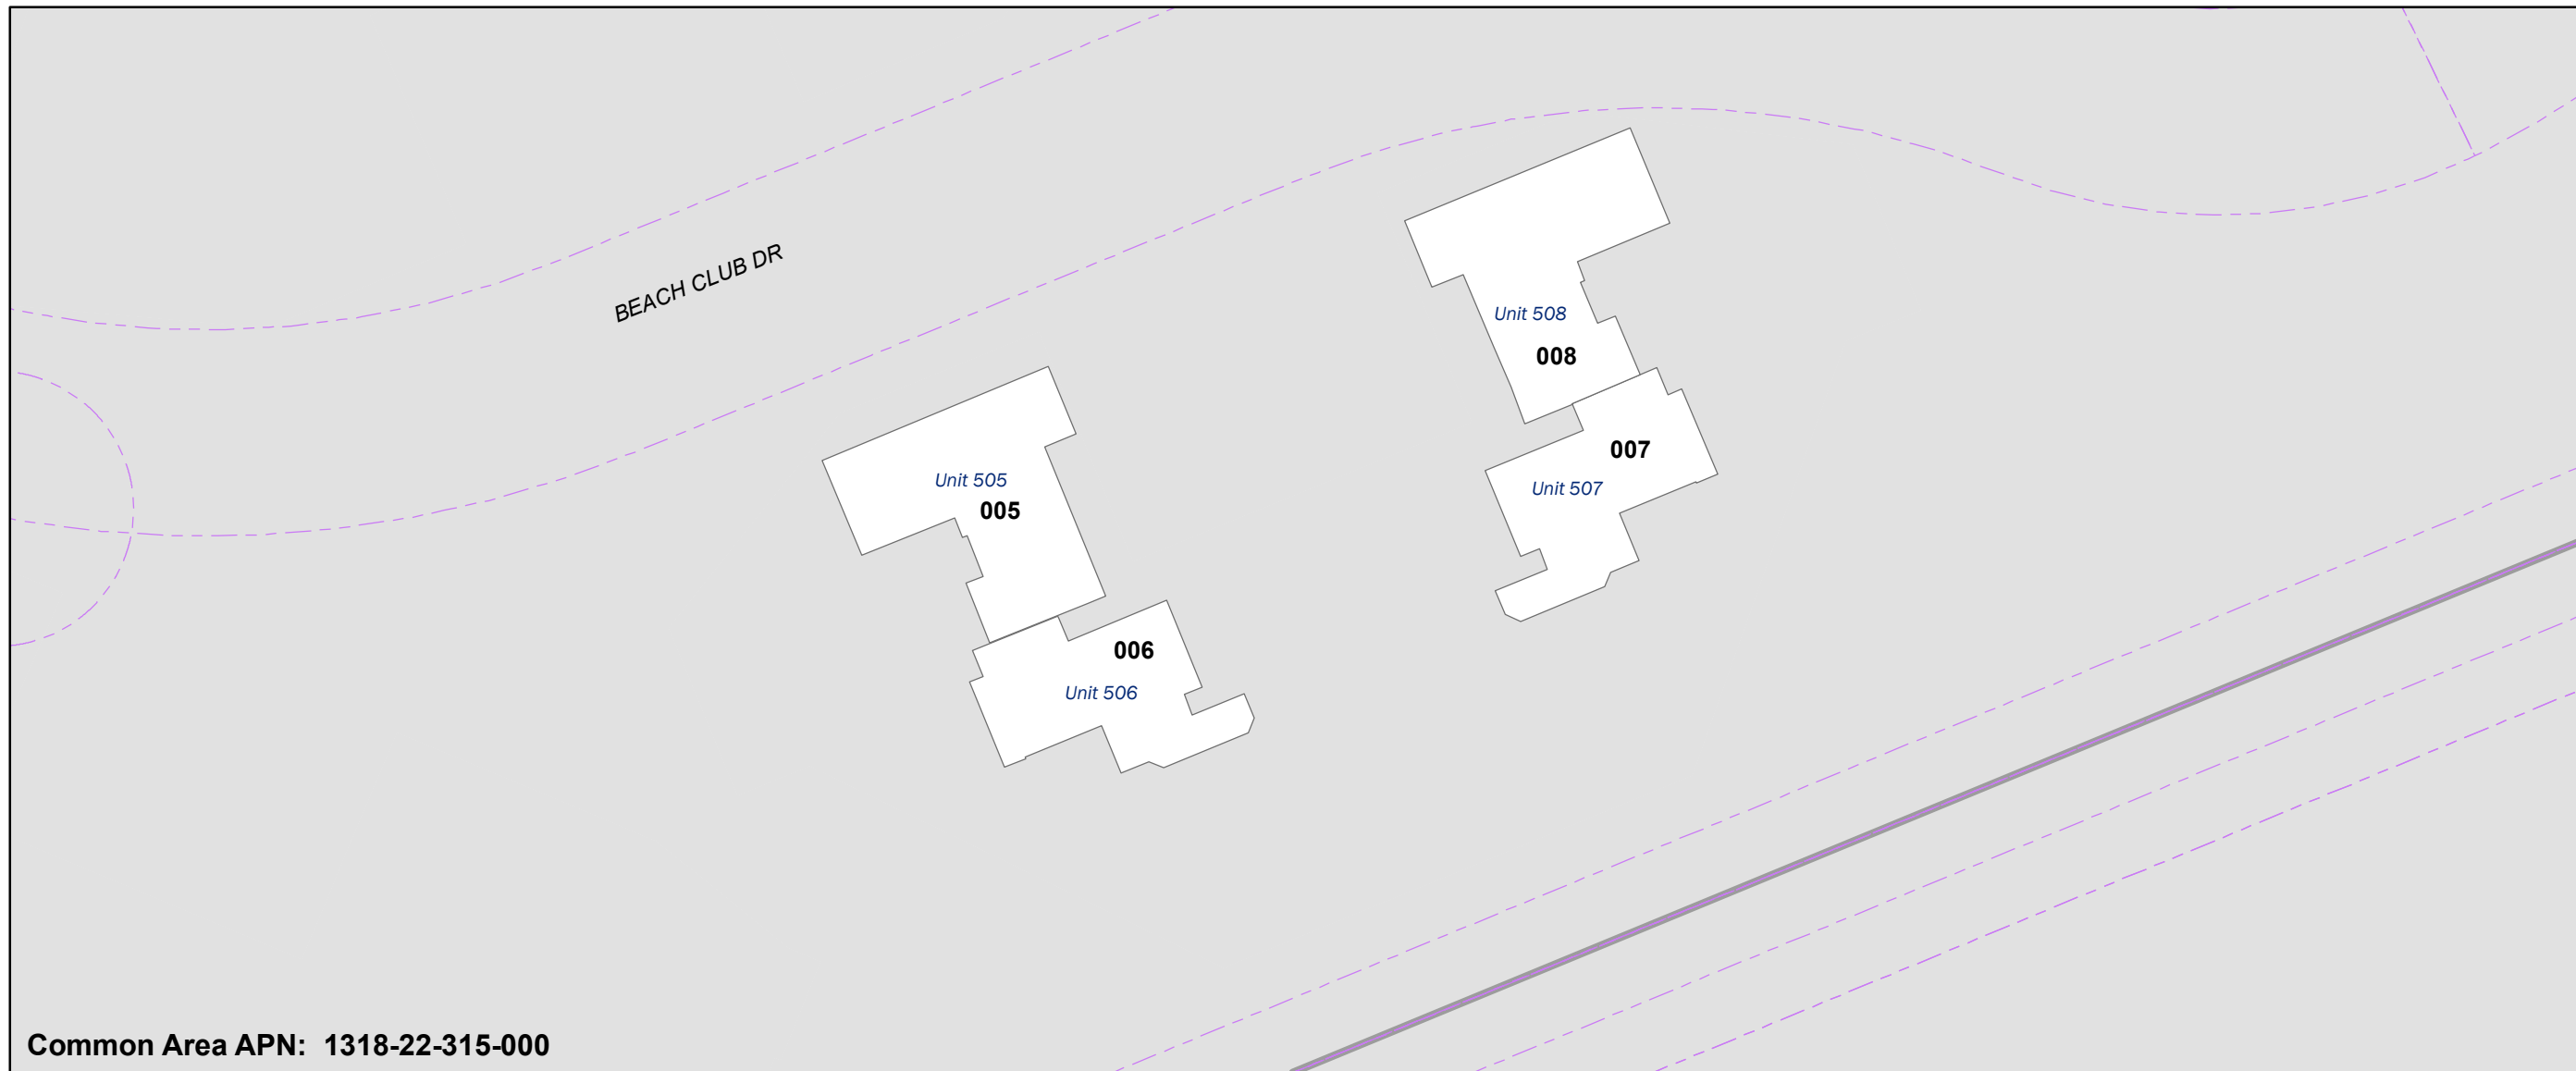 BEACH CLUB DR
Unit 508
008
007
Unit 507
Unit 505
005
006
Unit 506
Common Area APN: 1318-22-315-000